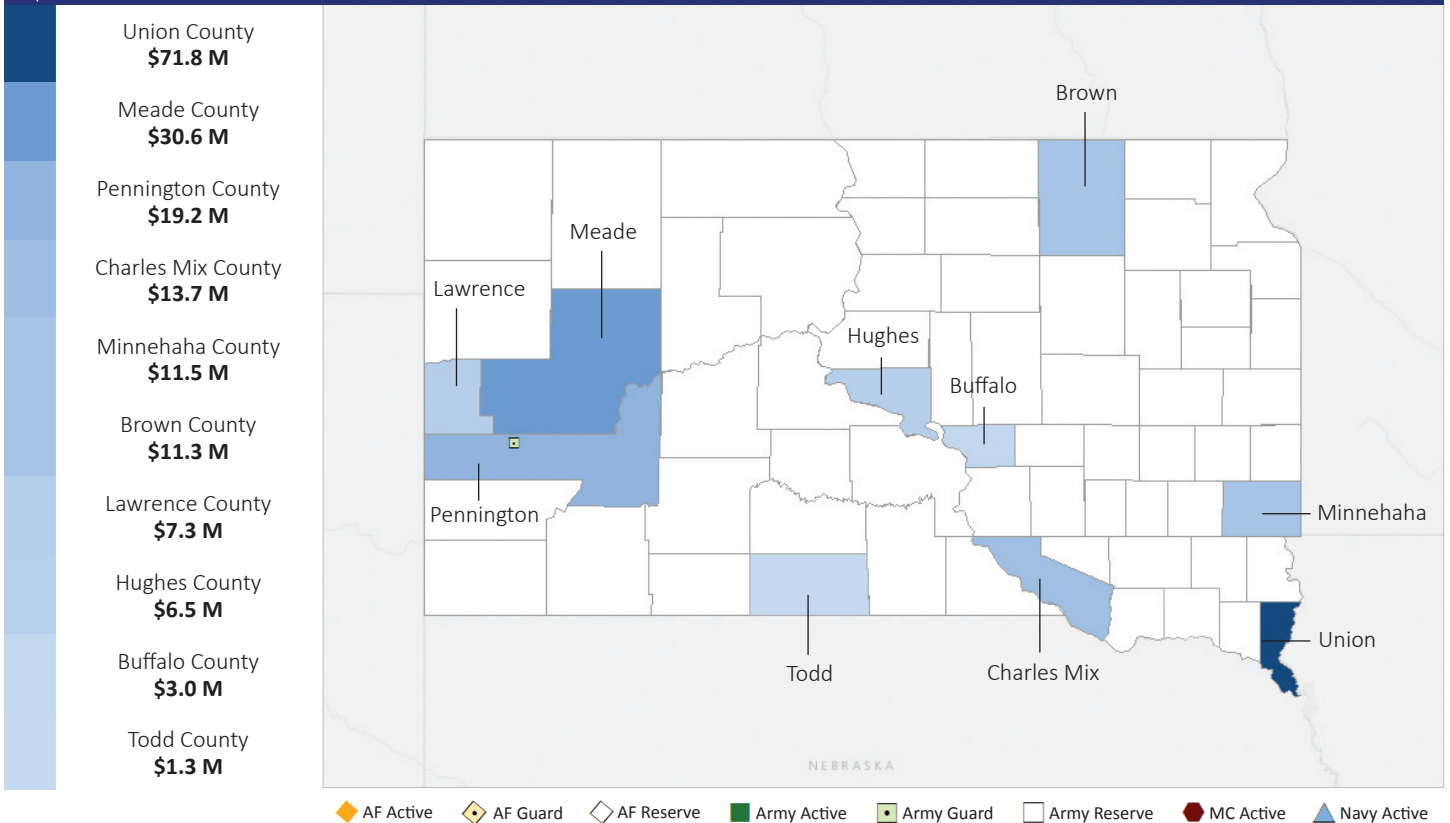 Union County
$71.8 M
Meade County
$30.6 M
Pennington County
$19.2 M
Charles Mix County
$13.7 M
Minnehaha County
$11.5 M
Brown County
$11.3 M
Lawrence County
$7.3 M
Hughes County
$6.5 M
Buffalo County
$3.0 M
Todd County
$1.3 M
Brown
Meade
Lawrence
Hughes
Buffalo
Pennington
Minnehaha
Union
Todd
Charles Mix
NEBRASKA
AF Active AF Guard AF Reserve Army Active Army Guard Army Reserve MC Active Navy Active